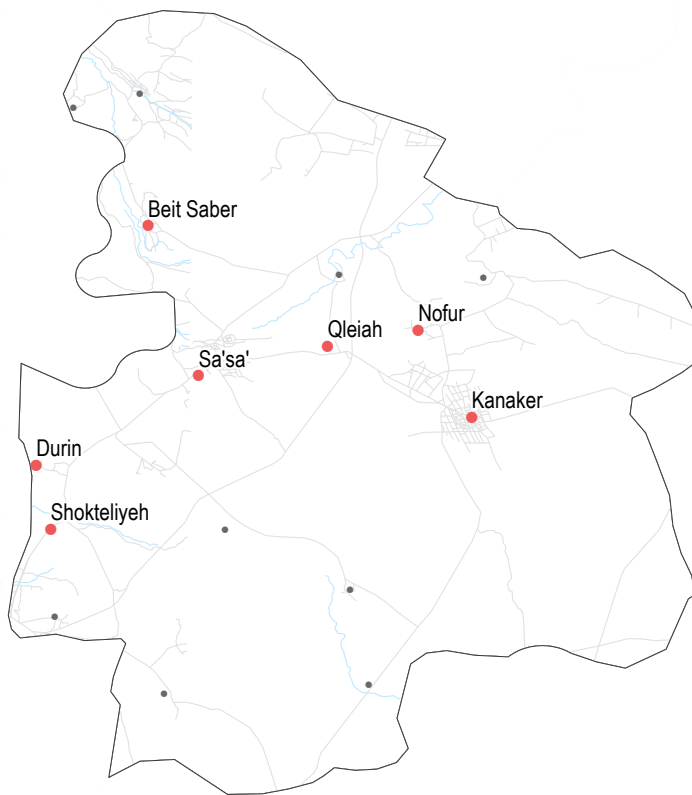 Beit Saber
Nofur
Qleiah
Sa'sa'
Kanaker
Durin
Shokteliyeh